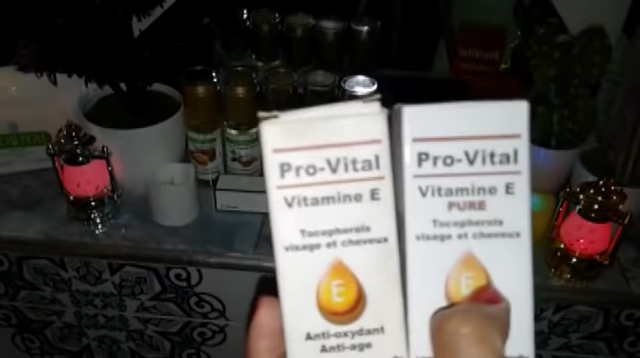 Pro-Vital
Vitamine E
Tocopherols
visage et cheveux
E
Anti-oxydant
Anti-age
Pro-Vital
Vitamine E
PURE
Tocopherols
visage et cheveux
E